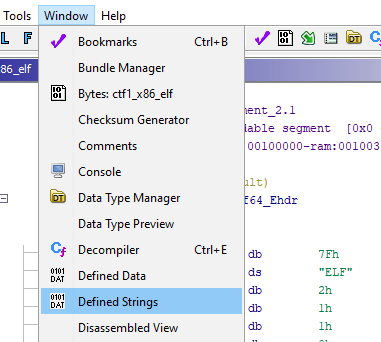 Tools Window Help
L F
Bookmarks Ctrl+B
Bundle Manager
Bytes: ctf1_x86_elf
Checksum Generator
Comments
Console
Data Type Manager
Data Type Preview
Decompiler Ctrl+E
Defined Data
Defined Strings
Disassembled View
86_elf
ment_2.1
dable segment [0x0
00100000-ram:001003
ult)
f64_Ehdr
db 7Fh
ds "ELF"
db 2h
db 1h
db 1h